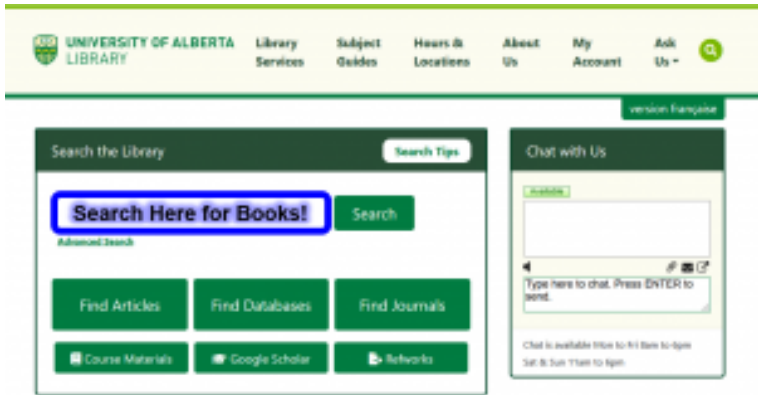 UNIVERSITY OF ALBERTA
LIBRARY
Library
Services
Subject
Guides
Hours &
Locations
About
Us
My
Account
Ask
Us
version française
Search the Library
Search Tips
Search Here for Books!
Search
Advanced Search
Find Articles
Find Databases
Find Journals
Course Materials
Google Scholar
RefWorks
Chat with Us
Available
Type here to chat. Press ENTER to
send.
Chat is available Mon to Fri 8am to 6pm
Sat & Sun 11am to 6pm